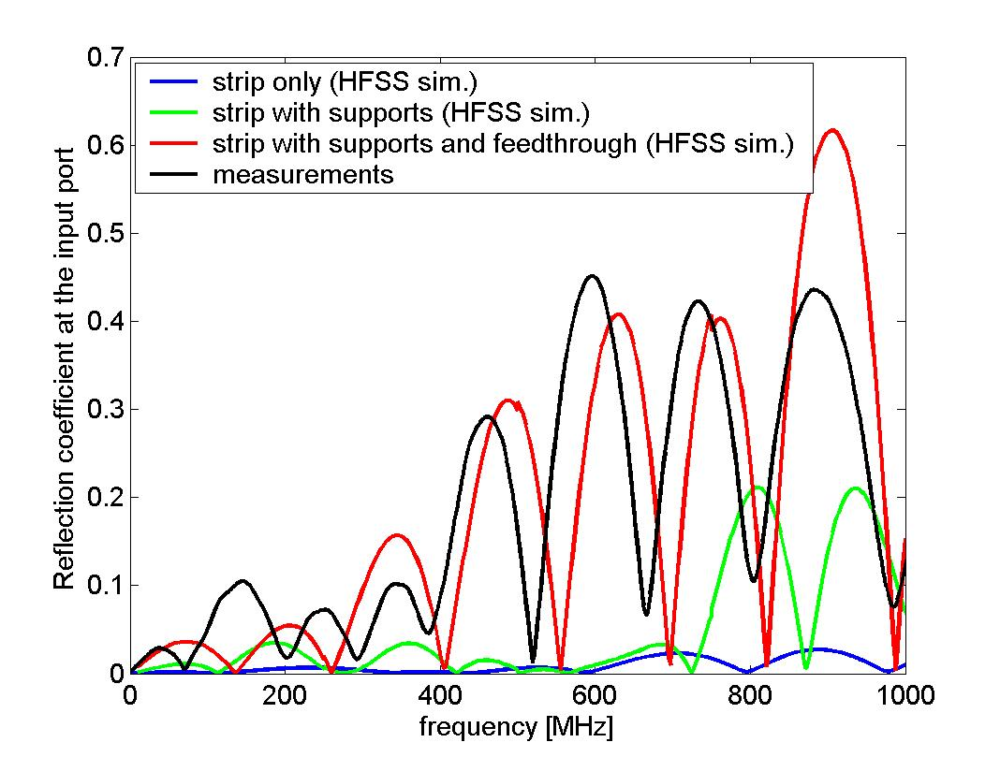 0.7
0.6
0.5
0.4
0.3
0.2
0.1
0
Reflection coefficient at the input port
strip only (HFSS sim.)
strip with supports (HFSS sim.)
strip with supports and feedthrough (HFSS sim.)
measurements
0 200 400 600 800 1000
frequency [MHz]